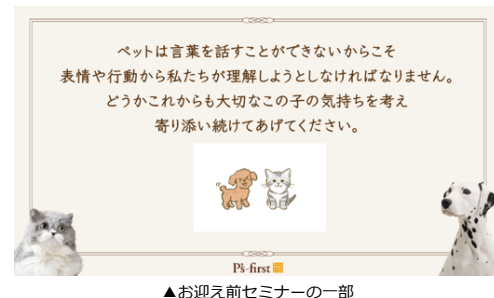 ペットは言葉を話すことができないからこそ
表情や行動から私たちが理解しようとしなければなりません。
どうかこれからも大切なこの子の気持ちを考え
寄り添い続けてあげてください。
P's-first
▲お迎え前セミナーの一部